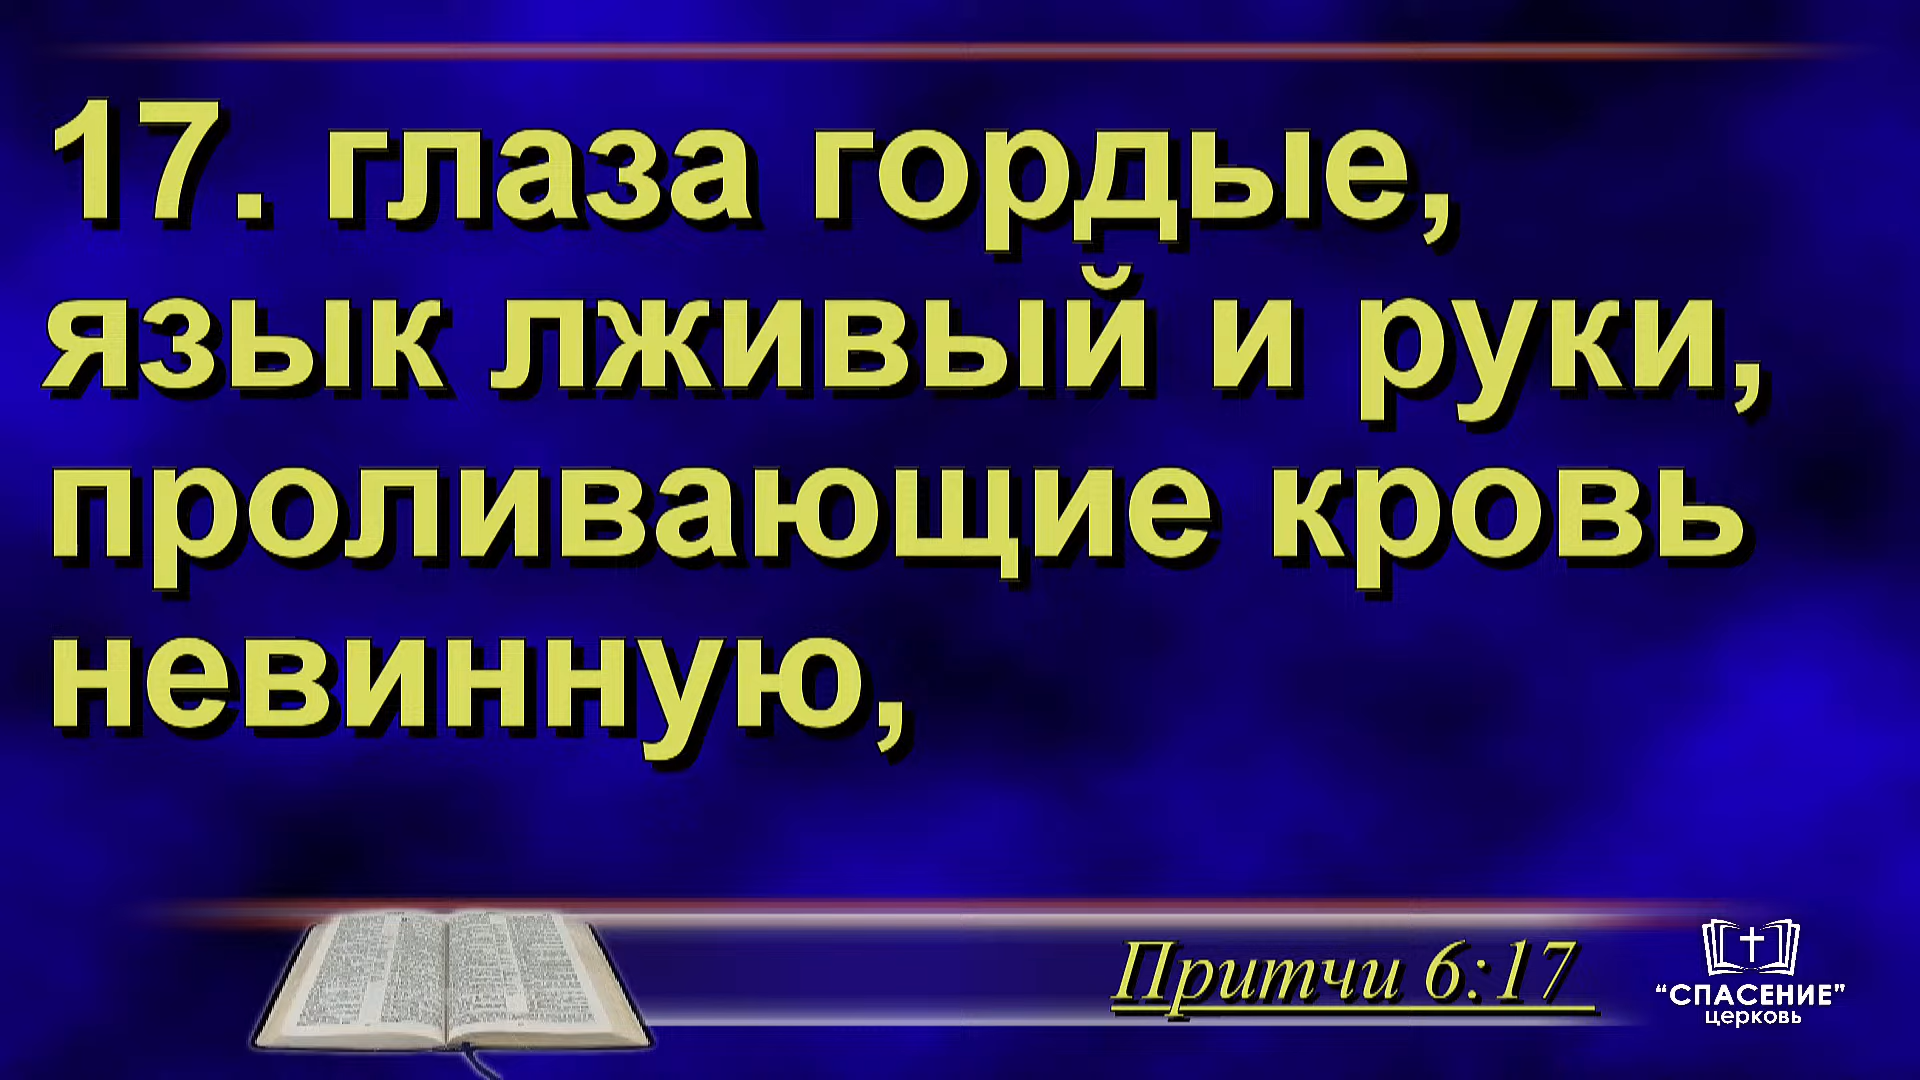 17. глаза гордые,
язык лживый и руки,
проливающие кровь
невинную,
Притчи 6:17
“СПАСЕНИЕ”
церковь